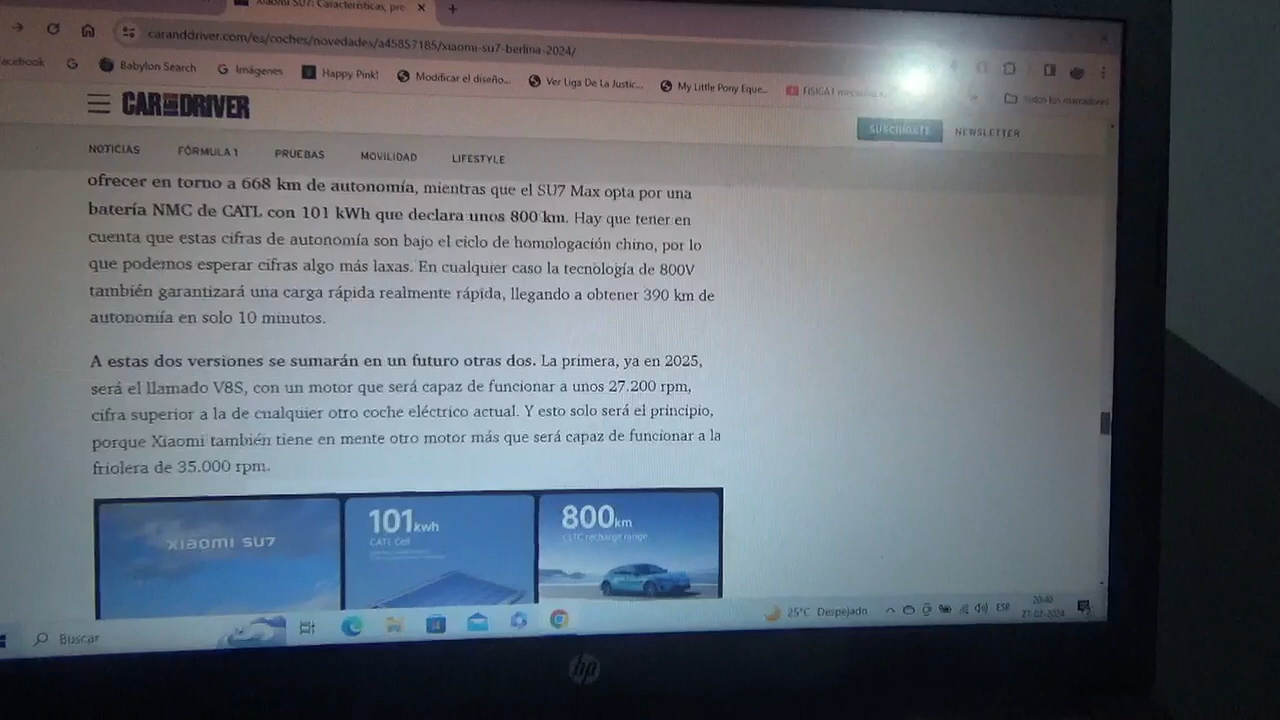 Xiaomi SU7: Características, pre
caranddriver.com/es/coches/novedades/a45857185/xiaomi-su7-berlina-2024/
acebook
Babylon Search
Imágenes
Happy Pink!
Modificar el diseño...
Ver Liga De La Justic...
My Little Pony Eque...
FISICA I
Todos los marcadores
CAR AND DRIVER
SUSCRÍBETE
NEWSLETTER
NOTICIAS FÓRMULA 1 PRUEBAS MOVILIDAD LIFESTYLE
ofrecer en torno a 668 km de autonomía, mientras que el SU7 Max opta por una
batería NMC de CATL con 101 kWh que declara unos 800 km. Hay que tener en
cuenta que estas cifras de autonomía son bajo el ciclo de homologación chino, por lo
que podemos esperar cifras algo más laxas. En cualquier caso la tecnología de 800V
también garantizará una carga rápida realmente rápida, llegando a obtener 390 km de
autonomía en solo 10 minutos.
A estas dos versiones se sumarán en un futuro otras dos. La primera, ya en 2025,
será el llamado V8S, con un motor que será capaz de funcionar a unos 27.200 rpm,
cifra superior a la de cualquier otro coche eléctrico actual. Y esto solo será el principio,
porque Xiaomi también tiene en mente otro motor más que será capaz de funcionar a la
friolera de 35.000 rpm.
xiaomi SU7
101kwh
CATL Cell
800km
CLTC recharge range
Buscar
25°C Despejado
ESP
20:40
27-02-2024
hp